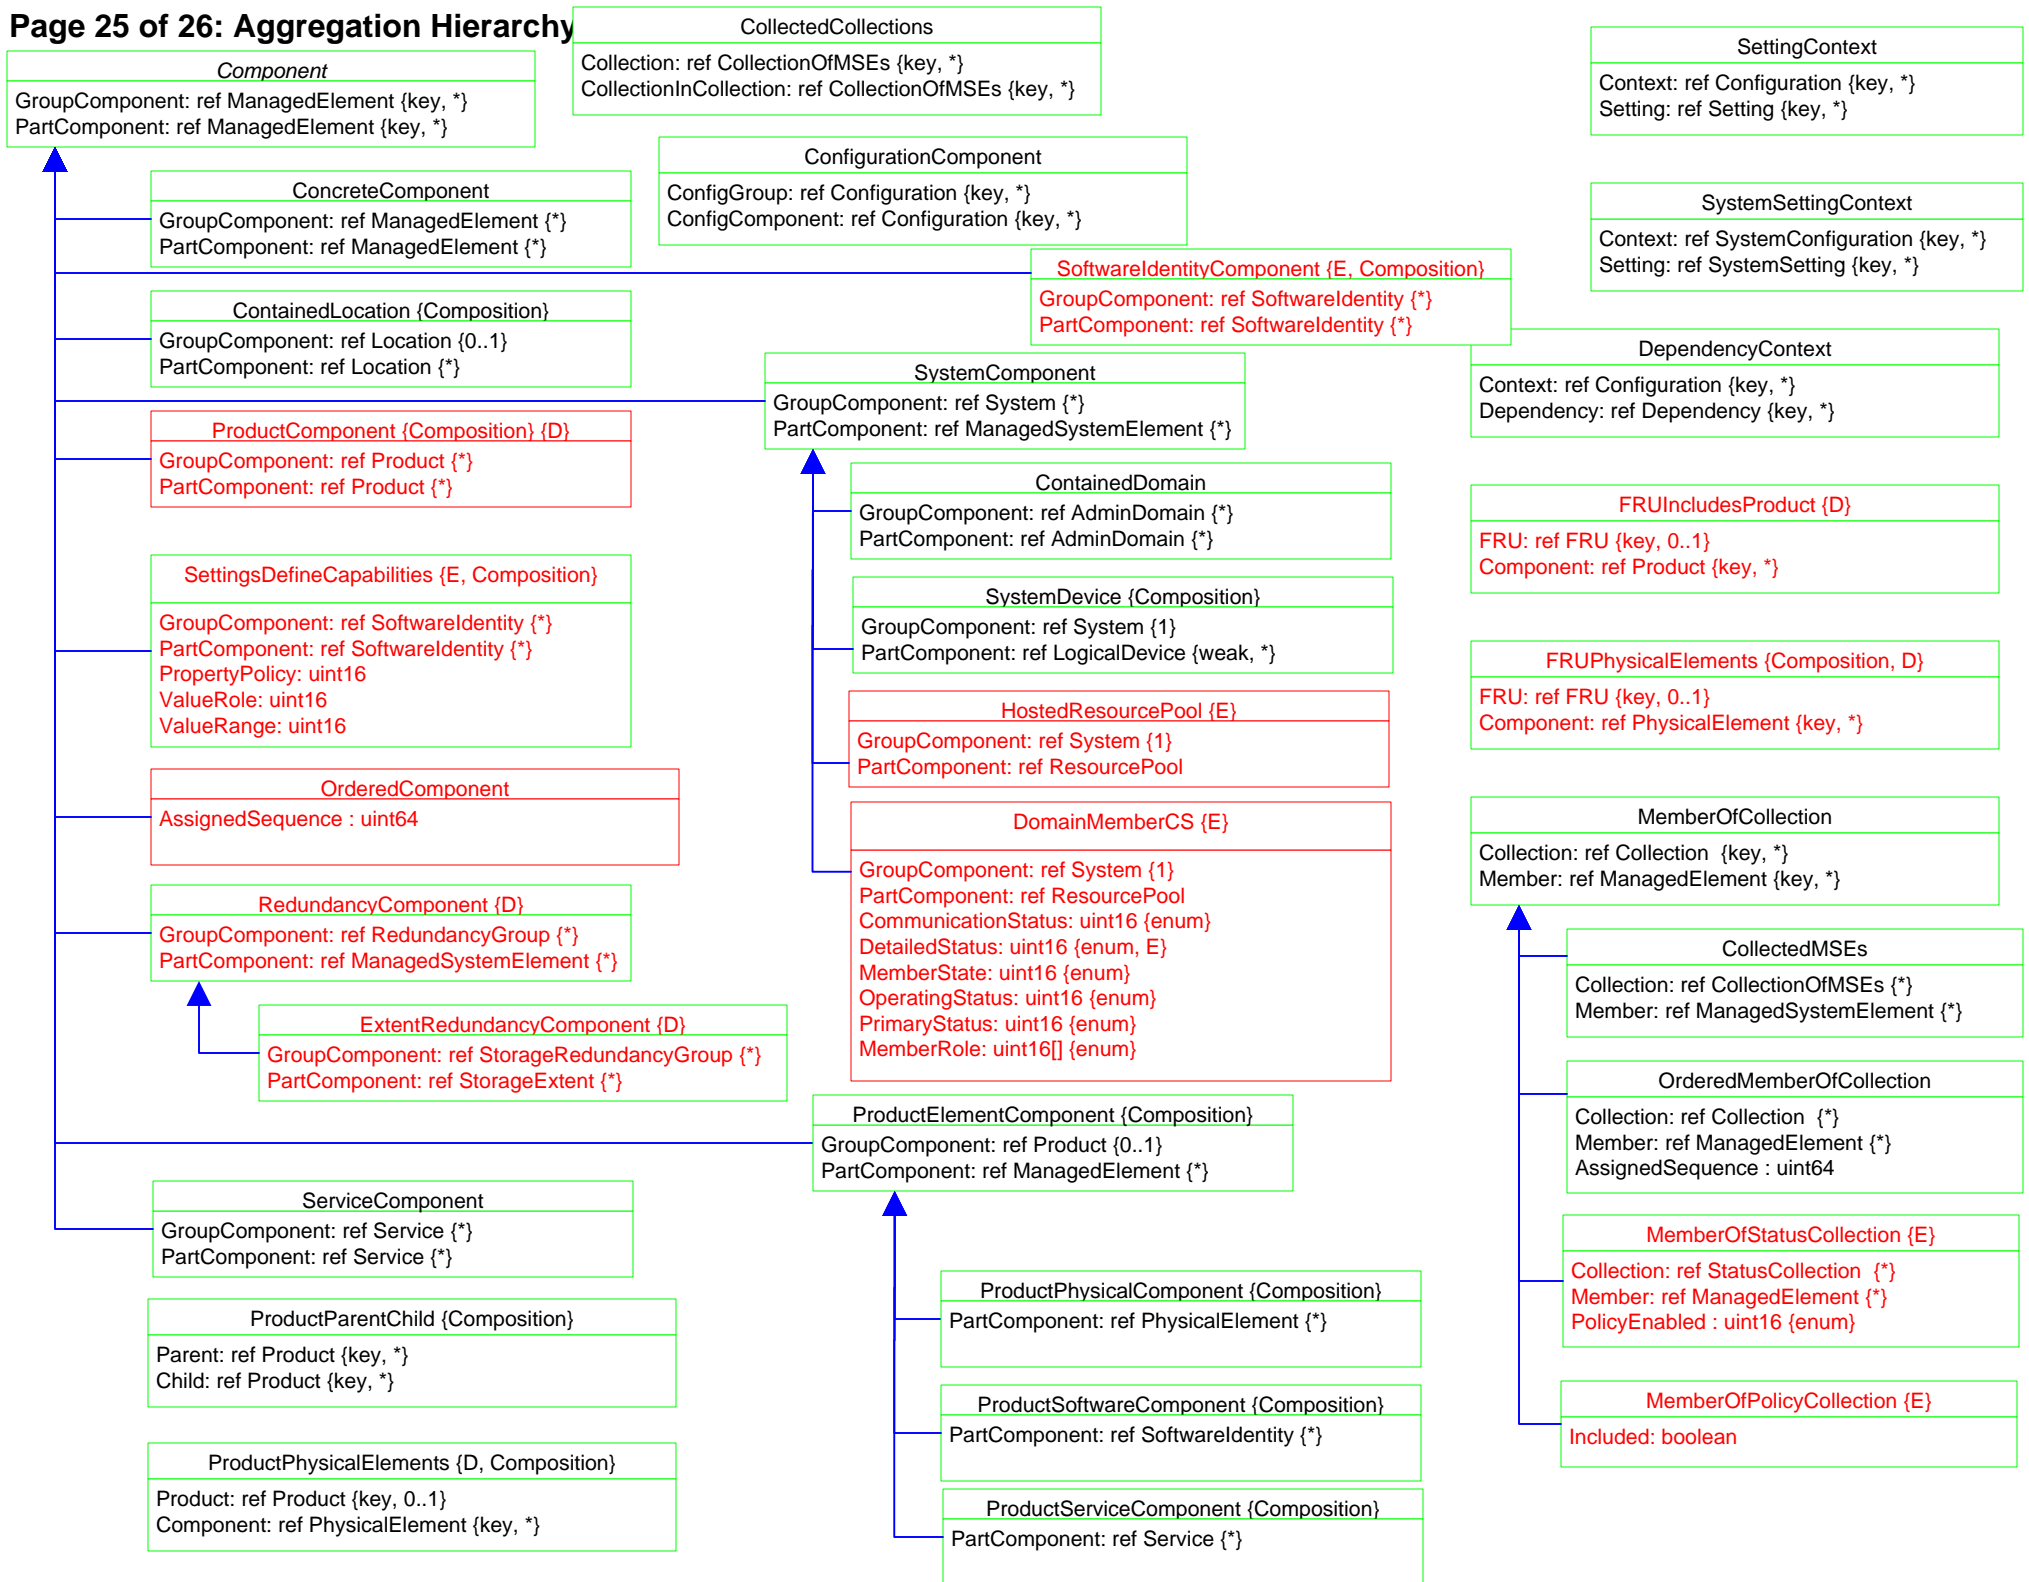 Page 25 of 26: Aggregation Hierarchy
Component
GroupComponent: ref ManagedElement {key, *}
PartComponent: ref ManagedElement {key, *}
CollectedCollections
Collection: ref CollectionOfMSEs {key, *}
CollectionInCollection: ref CollectionOfMSEs {key, *}
SettingContext
Context: ref Configuration {key, *}
Setting: ref Setting {key, *}
ConfigurationComponent
ConfigGroup: ref Configuration {key, *}
ConfigComponent: ref Configuration {key, *}
ConcreteComponent
GroupComponent: ref ManagedElement {*}
PartComponent: ref ManagedElement {*}
SystemSettingContext
Context: ref SystemConfiguration {key, *}
Setting: ref SystemSetting {key, *}
SoftwareIdentityComponent {E, Composition}
GroupComponent: ref SoftwareIdentity {*}
PartComponent: ref SoftwareIdentity {*}
ContainedLocation {Composition}
GroupComponent: ref Location {0..1}
PartComponent: ref Location {*}
DependencyContext
Context: ref Configuration {key, *}
Dependency: ref Dependency {key, *}
SystemComponent
GroupComponent: ref System {*}
PartComponent: ref ManagedSystemElement {*}
ProductComponent {Composition} {D}
GroupComponent: ref Product {*}
PartComponent: ref Product {*}
ContainedDomain
GroupComponent: ref AdminDomain {*}
PartComponent: ref AdminDomain {*}
FRUIncludesProduct {D}
FRU: ref FRU {key, 0..1}
Component: ref Product {key, *}
SettingsDefineCapabilities {E, Composition}
GroupComponent: ref SoftwareIdentity {*}
PartComponent: ref SoftwareIdentity {*}
PropertyPolicy: uint16
ValueRole: uint16
ValueRange: uint16
SystemDevice {Composition}
GroupComponent: ref System {1}
PartComponent: ref LogicalDevice {weak, *}
FRUPhysicalElements {Composition, D}
FRU: ref FRU {key, 0..1}
Component: ref PhysicalElement {key, *}
HostedResourcePool {E}
GroupComponent: ref System {1}
PartComponent: ref ResourcePool
OrderedComponent
AssignedSequence : uint64
DomainMemberCS {E}
GroupComponent: ref System {1}
PartComponent: ref ResourcePool
CommunicationStatus: uint16 {enum}
DetailedStatus: uint16 {enum, E}
MemberState: uint16 {enum}
OperatingStatus: uint16 {enum}
PrimaryStatus: uint16 {enum}
MemberRole: uint16[] {enum}
MemberOfCollection
Collection: ref Collection  {key, *}
Member: ref ManagedElement {key, *}
RedundancyComponent {D}
GroupComponent: ref RedundancyGroup {*}
PartComponent: ref ManagedSystemElement {*}
CollectedMSEs
Collection: ref CollectionOfMSEs {*}
Member: ref ManagedSystemElement {*}
ExtentRedundancyComponent {D}
GroupComponent: ref StorageRedundancyGroup {*}
PartComponent: ref StorageExtent {*}
OrderedMemberOfCollection
Collection: ref Collection  {*}
Member: ref ManagedElement {*}
AssignedSequence : uint64
ProductElementComponent {Composition}
GroupComponent: ref Product {0..1}
PartComponent: ref ManagedElement {*}
ServiceComponent
GroupComponent: ref Service {*}
PartComponent: ref Service {*}
MemberOfStatusCollection {E}
Collection: ref StatusCollection  {*}
Member: ref ManagedElement {*}
PolicyEnabled : uint16 {enum}
ProductPhysicalComponent {Composition}
PartComponent: ref PhysicalElement {*}
ProductParentChild {Composition}
Parent: ref Product {key, *}
Child: ref Product {key, *}
ProductSoftwareComponent {Composition}
PartComponent: ref SoftwareIdentity {*}
MemberOfPolicyCollection {E}
Included: boolean
ProductPhysicalElements {D, Composition}
Product: ref Product {key, 0..1}
Component: ref PhysicalElement {key, *}
ProductServiceComponent {Composition}
PartComponent: ref Service {*}